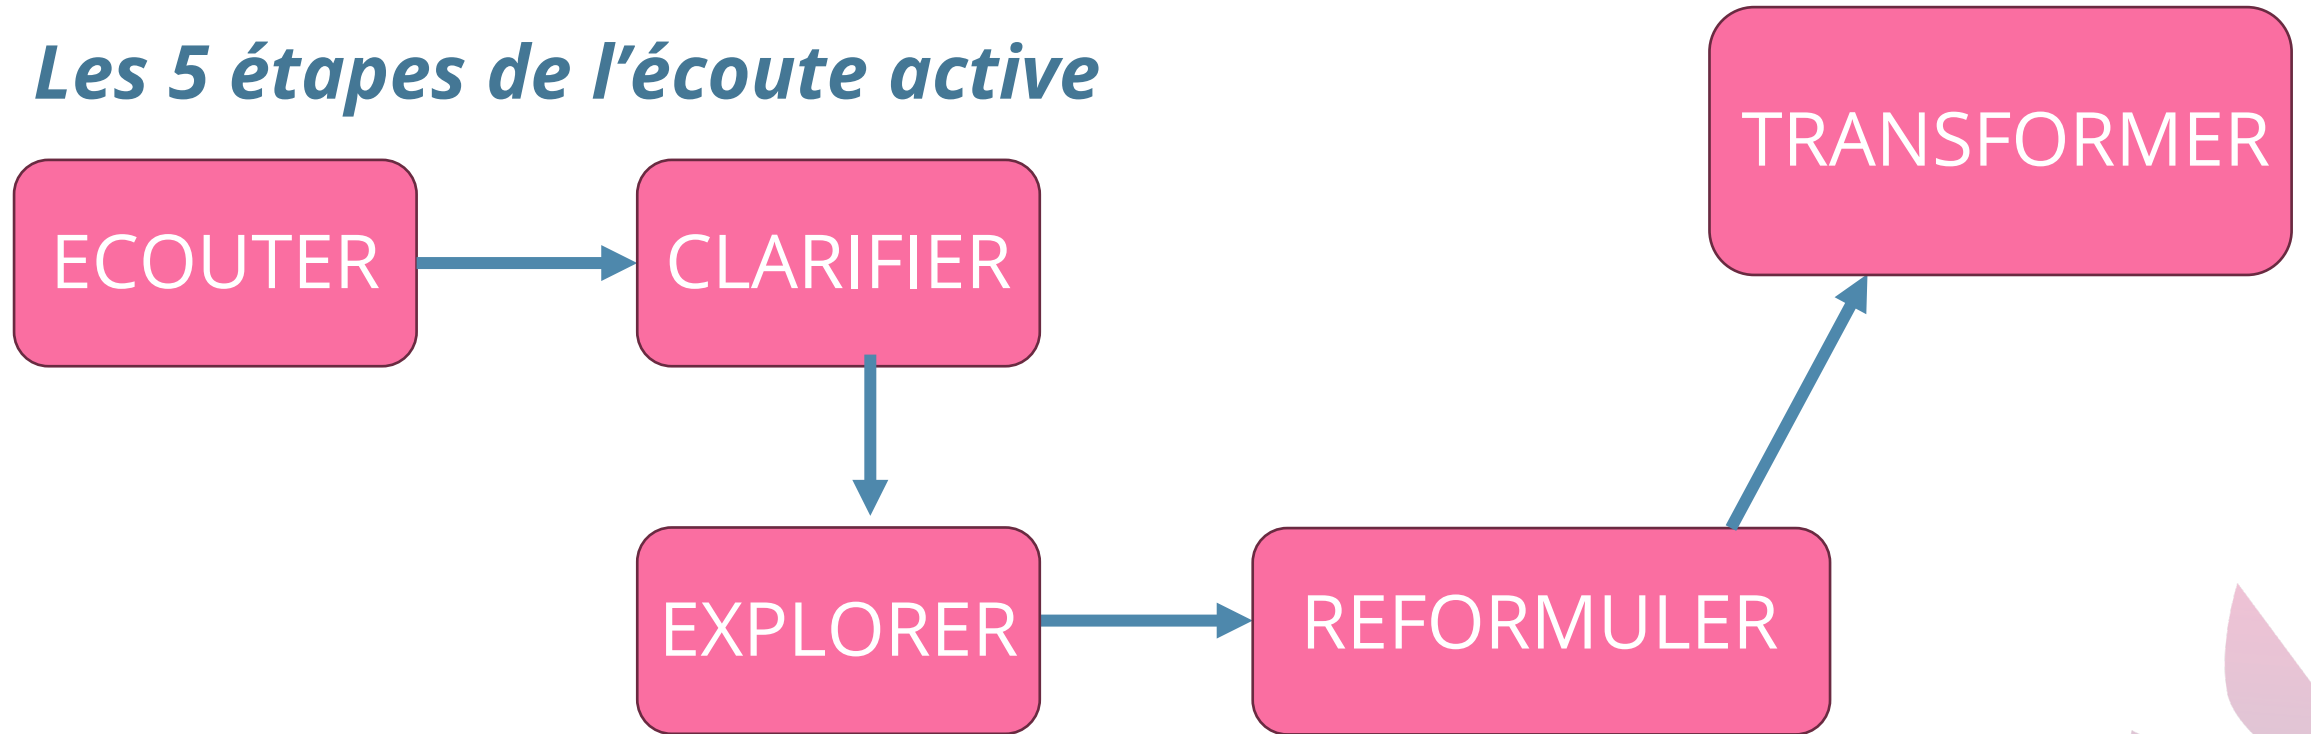 Les 5 étapes de l’écoute active
ECOUTER
CLARIFIER
EXPLORER
REFORMULER
TRANSFORMER